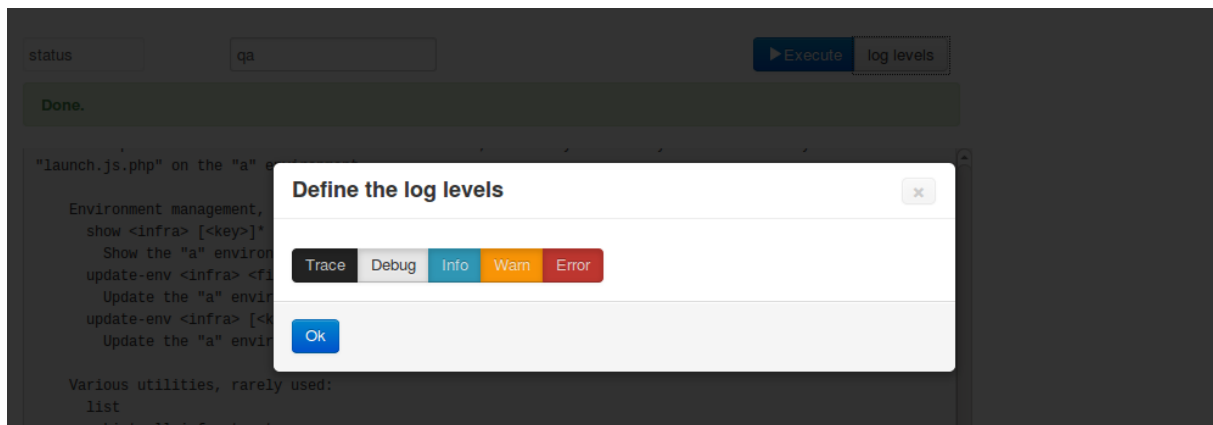 status
qa
Execute
log levels
Done.
"launch.js.php" on the "a"
Define the log levels
×
Environment management,
show <infra> [<key>]*
Show the "a" environ
update-env <infra> <fi
Update the "a" envir
update-env <infra> [<k
Update the "a" envir
Trace Debug Info Warn Error
Ok
Various utilities, rarely used:
list